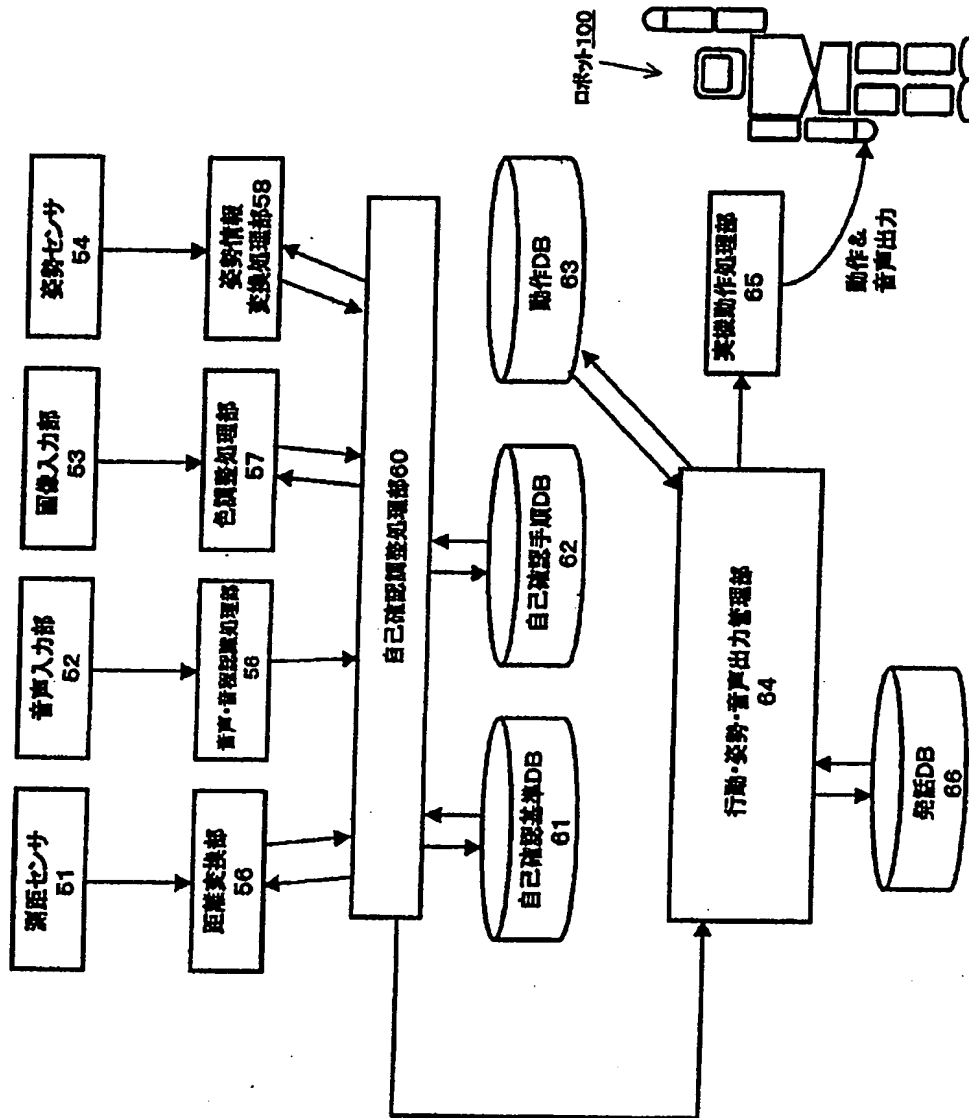 測距センサ
51
音声入力部
52
画像入力部
53
姿勢センサ
54
距離変換部
56
音声・音程認識処理部
56
色調整処理部
57
姿勢情報
変換処理部58
自己確認調整処理部60
自己確認基準DB
61
自己確認手順DB
62
動作DB
63
行動・姿勢・音声出力管理部
64
実機動作処理部
65
発話DB
66
動作&
音声出力
ロボット100